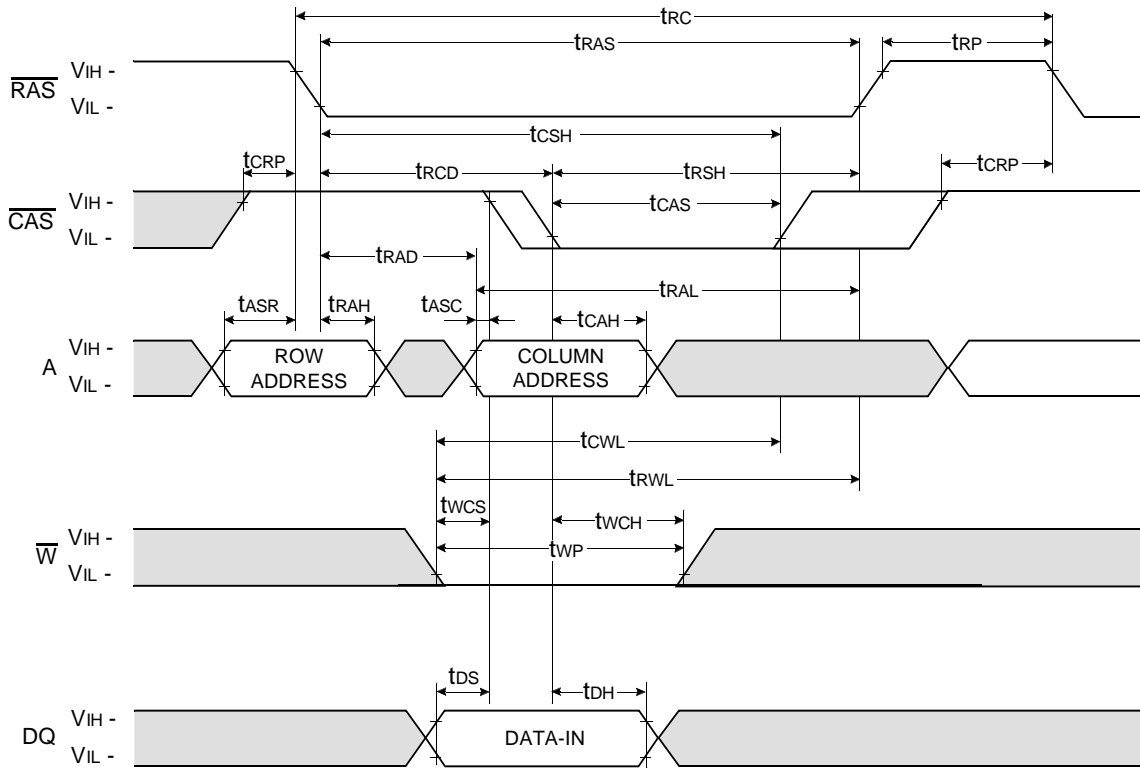 tRC
tRAS
tRP
RAS
VIH -
VIL -
tCSH
tCRP
tRCD
tRSH
tCRP
CAS
VIH -
VIL -
tCAS
tRAD
tRAL
tASR
tRAH
tASC
tCAH
A
VIH -
VIL -
ROW
ADDRESS
COLUMN
ADDRESS
tCWL
tRWL
tWCS
tWCH
W
VIH -
VIL -
tWP
tDS
tDH
DQ
VIH -
VIL -
DATA-IN